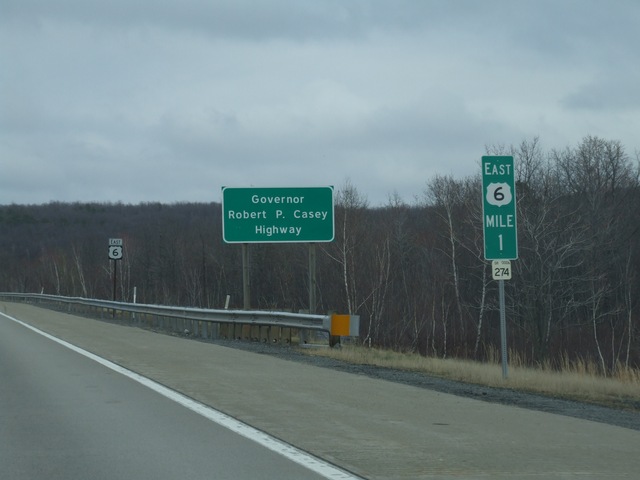 EAST
6
Governor
Robert P. Casey
Highway
EAST
6
MILE
1
274